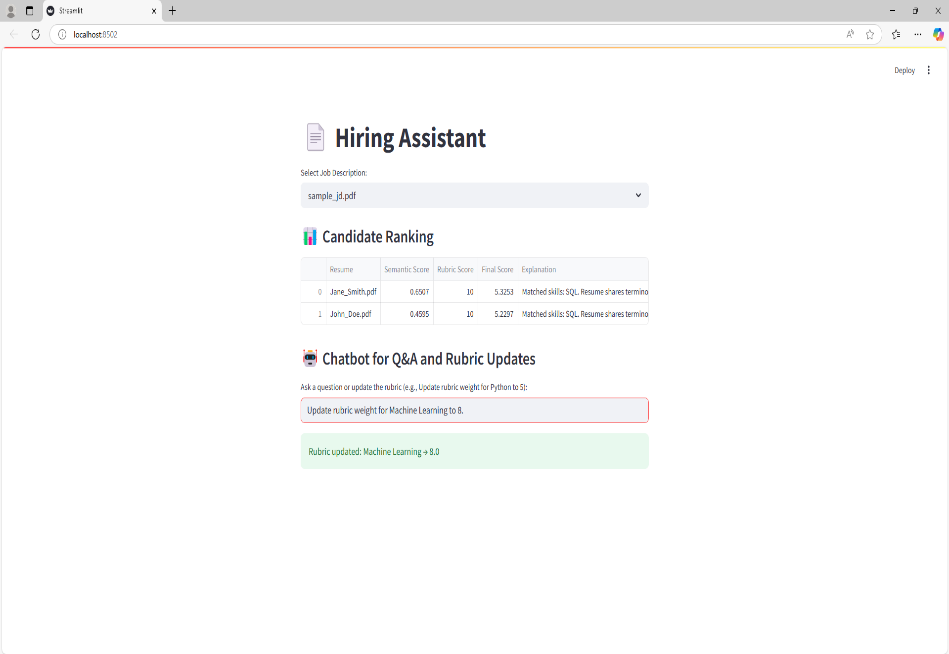 Streamlit
localhost:8502
Deploy
Hiring Assistant
Select Job Description:
sample_jd.pdf
Candidate Ranking
Resume Semantic Score Rubric Score Final Score Explanation
0 Jane_Smith.pdf 0.6507 10 5.3253 Matched skills: SQL. Resume shares termino
1 John_Doe.pdf 0.4595 10 5.2297 Matched skills: SQL. Resume shares termino
Chatbot for Q&A and Rubric Updates
Ask a question or update the rubric (e.g., Update rubric weight for Python to 5):
Update rubric weight for Machine Learning to 8.
Rubric updated: Machine Learning → 8.0